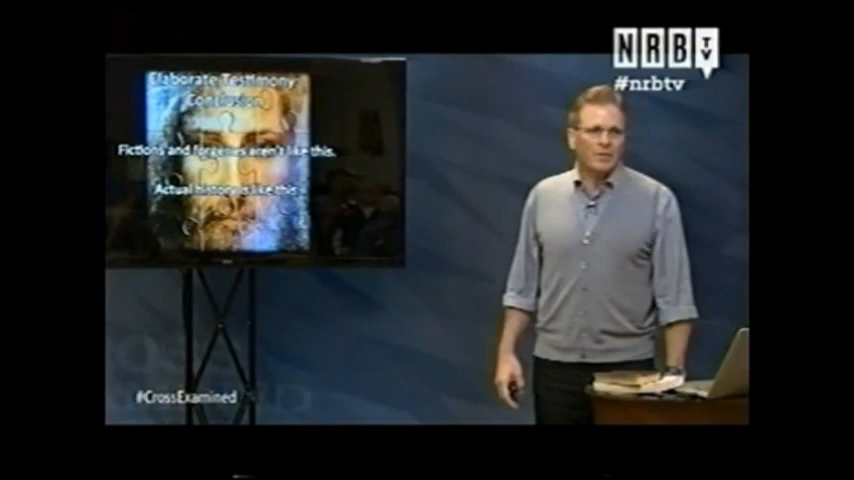 NRB TV
#nrbtv
Elaborate Testimony
Conclusion
Fictions and forgeries aren't like this.
Actual history is like this
#CrossExamined